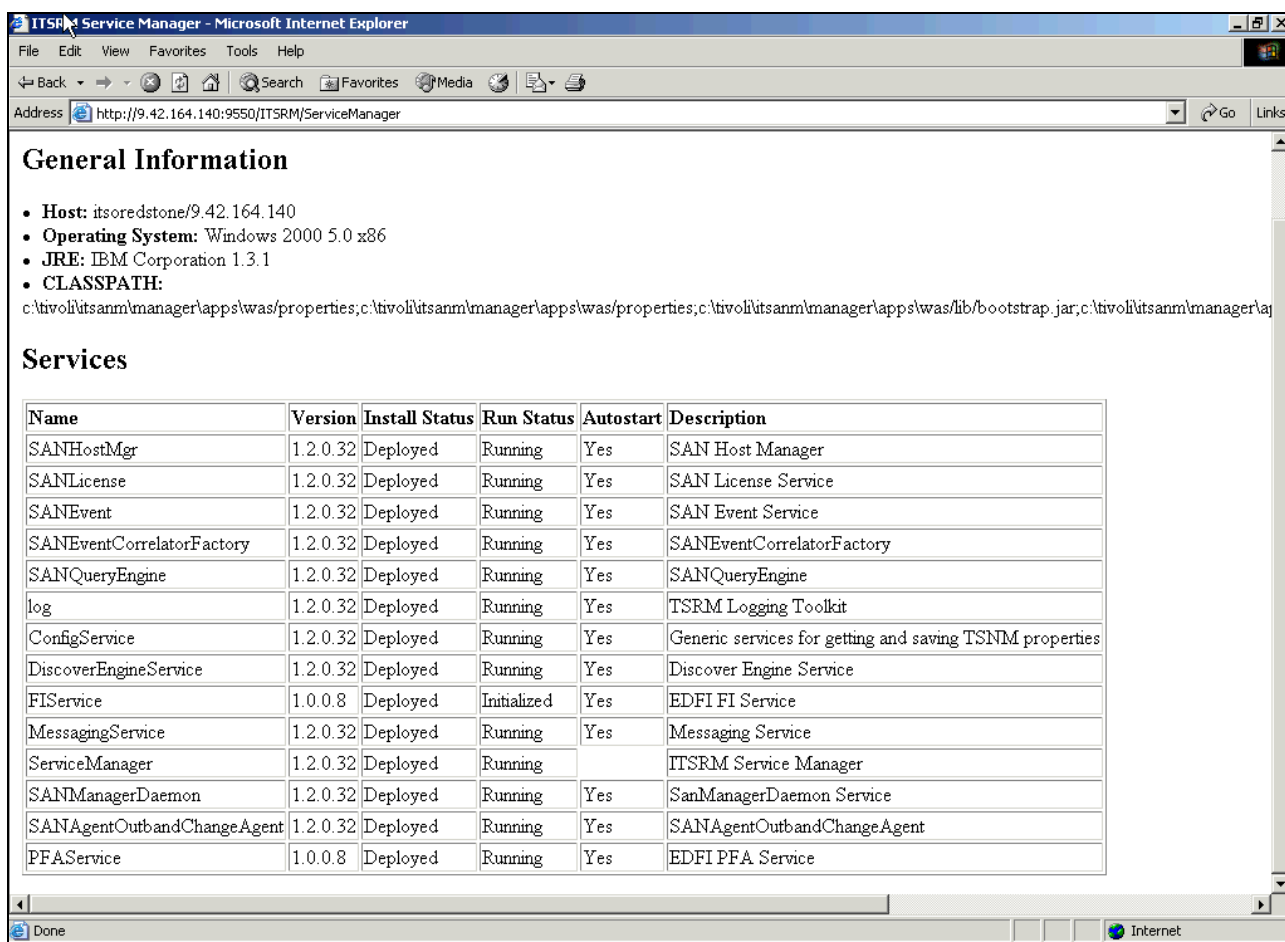 ITSRM Service Manager - Microsoft Internet Explorer
File Edit View Favorites Tools Help
Back Search Favorites Media
Address http://9.42.164.140:9550/ITSRM/ServiceManager Go Links
General Information
• Host: itsoredstone/9.42.164.140
• Operating System: Windows 2000 5.0 x86
• JRE: IBM Corporation 1.3.1
• CLASSPATH:
c:\tivoli\itsanm\manager\apps\was/properties;c:\tivoli\itsanm\manager\apps\was/properties;c:\tivoli\itsanm\manager\apps\was/lib/bootstrap.jar;c:\tivoli\itsanm\manager\ap
Services
Name Version Install Status Run Status Autostart Description
SANHostMgr 1.2.0.32 Deployed Running Yes SAN Host Manager
SANLicense 1.2.0.32 Deployed Running Yes SAN License Service
SANEvent 1.2.0.32 Deployed Running Yes SAN Event Service
SANEventCorrelatorFactory 1.2.0.32 Deployed Running Yes SANEventCorrelatorFactory
SANQueryEngine 1.2.0.32 Deployed Running Yes SANQueryEngine
log 1.2.0.32 Deployed Running Yes TSRM Logging Toolkit
ConfigService 1.2.0.32 Deployed Running Yes Generic services for getting and saving TSNM properties
DiscoverEngineService 1.2.0.32 Deployed Running Yes Discover Engine Service
FIService 1.0.0.8 Deployed Initialized Yes EDFI FI Service
MessagingService 1.2.0.32 Deployed Running Yes Messaging Service
ServiceManager 1.2.0.32 Deployed Running ITSRM Service Manager
SANManagerDaemon 1.2.0.32 Deployed Running Yes SanManagerDaemon Service
SANAgentOutbandChangeAgent 1.2.0.32 Deployed Running Yes SANAgentOutbandChangeAgent
PFAService 1.0.0.8 Deployed Running Yes EDFI PFA Service
Done Internet